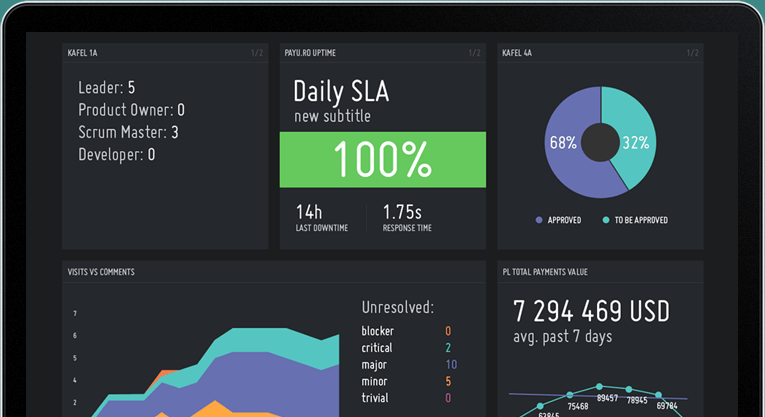 KAFEL 1A 1/2
Leader: 5
Product Owner: 0
Scrum Master: 3
Developer: 0
PAYU.RO UPTIME 1/2
Daily SLA
new subtitle
100%
14h
LAST DOWNTIME
1.75s
RESPONSE TIME
KAFEL 4A 1/2
68%
32%
APPROVED
TO BE APPROVED
VISITS VS COMMENTS
7
6
5
4
2
Unresolved:
blocker 0
critical 2
major 10
minor 5
trivial 0
PL TOTAL PAYMENTS VALUE
7 294 469 USD
avg. past 7 days
89457
78945
75468
69784